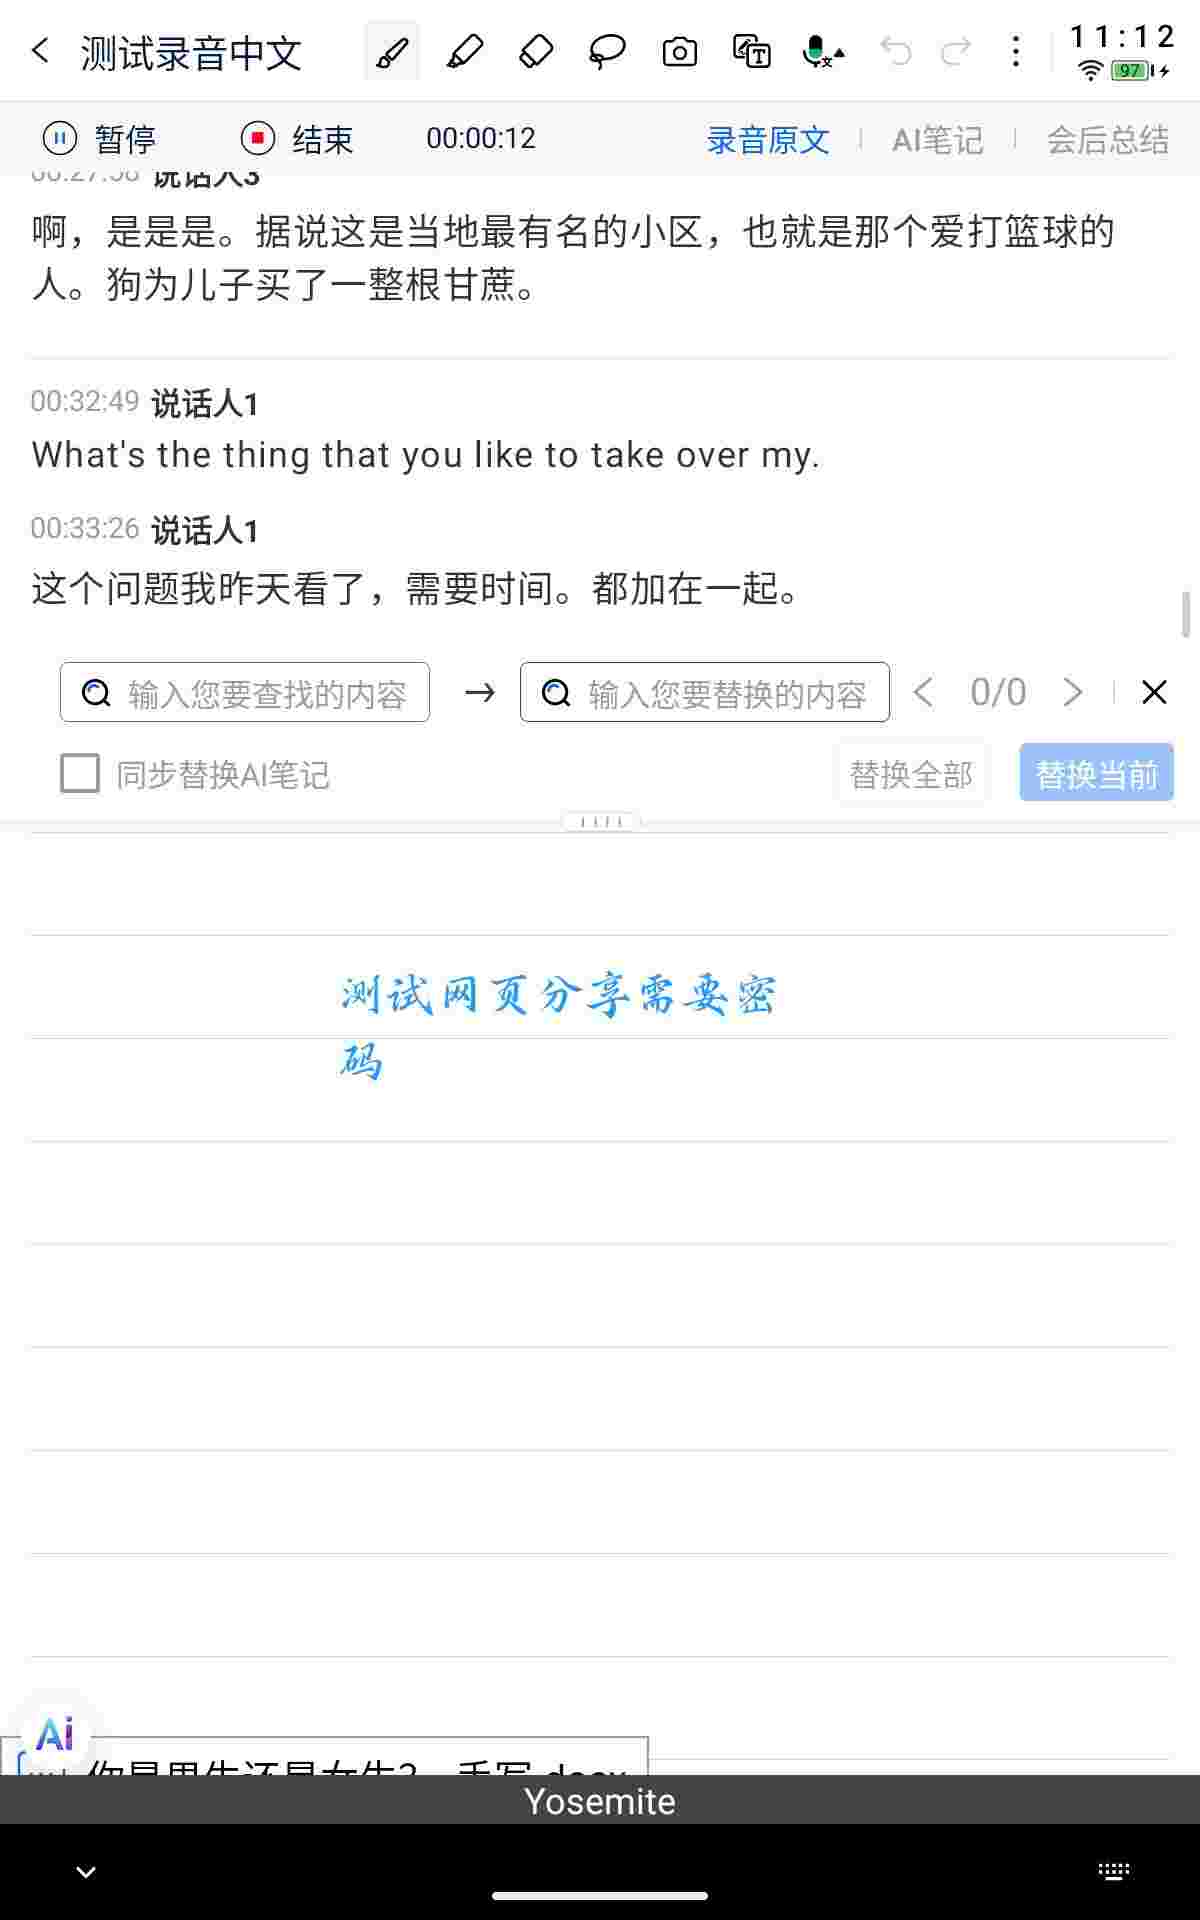 测试录音中文
11:12
97
暂停
结束
00:00:12
录音原文
AI笔记
会后总结
说话人3
啊，是是是。据说这是当地最有名的小区，也就是那个爱打篮球的
人。狗为儿子买了一整根甘蔗。
00:32:49 说话人1
What's the thing that you like to take over my.
00:33:26 说话人1
这个问题我昨天看了，需要时间。都加在一起。
输入您要查找的内容
输入您要替换的内容
0/0
同步替换AI笔记
替换全部
替换当前
测试网页分享需要密
码
Ai
你是男生还是女生？
Yosemite